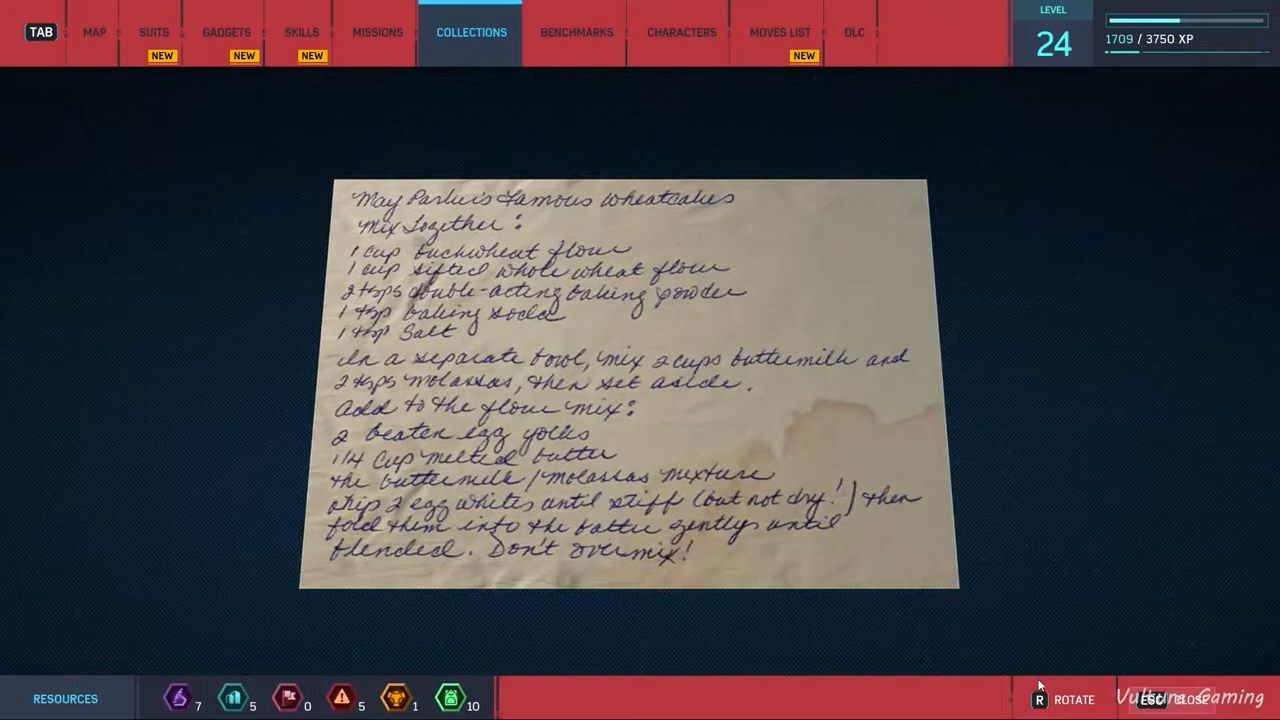 TAB MAP SUITS GADGETS SKILLS MISSIONS COLLECTIONS BENCHMARKS CHARACTERS MOVES LIST DLC
NEW NEW NEW NEW
LEVEL
24
1709 / 3750 XP
May Parker's Famous Wheatcakes
Mix Together:
1 cup buckwheat flour
1 cup sifted whole wheat flour
2 tsps double-acting baking powder
1 tsp baking soda
1 tsp Salt
In a separate bowl, mix 2 cups buttermilk and
2 tsps molassas, then set aside.
Add to the flour mix:
2 beaten egg yolks
1/4 cup melted butter
the buttermilk / molassas mixture
whip 2 egg whites until stiff (but not dry!) then
fold them into the batter gently until
blended. Don't overmix!
RESOURCES 7 5 0 5 1 10
R ROTATE ESC CLOSE
Vulture Gaming